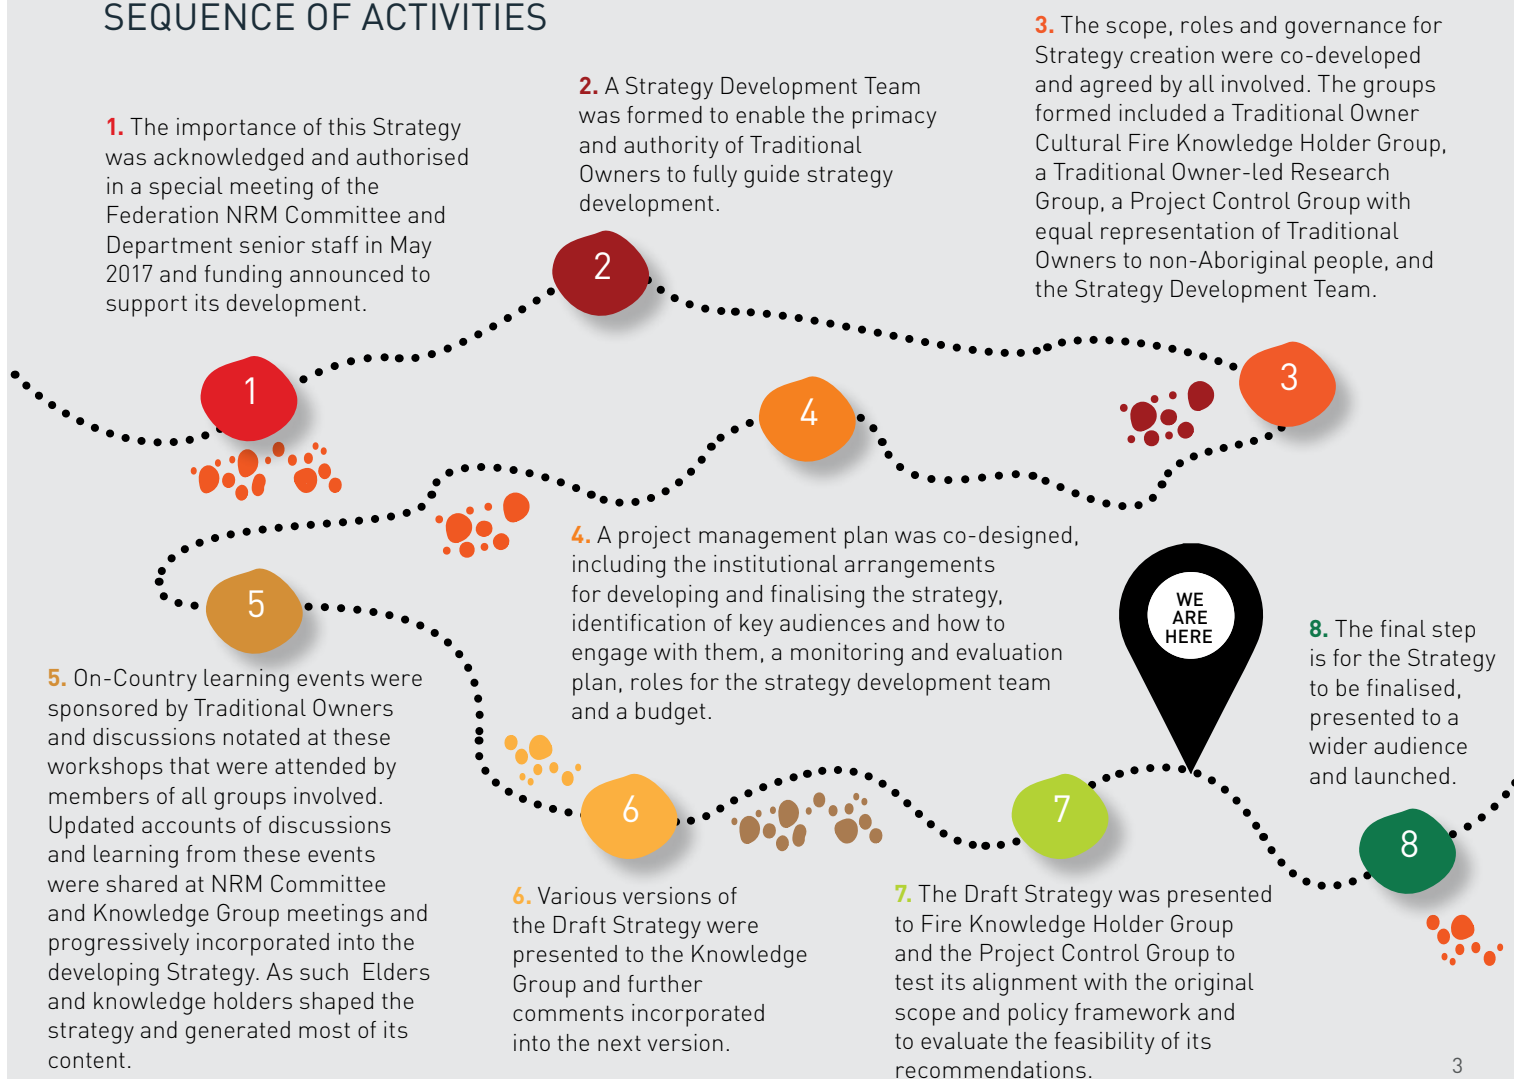 SEQUENCE OF ACTIVITIES
1. The importance of this Strategy
was acknowledged and authorised
in a special meeting of the
Federation NRM Committee and
Department senior staff in May
2017 and funding announced to
support its development.
2. A Strategy Development Team
was formed to enable the primacy
and authority of Traditional
Owners to fully guide strategy
development.
3. The scope, roles and governance for
Strategy creation were co-developed
and agreed by all involved. The groups
formed included a Traditional Owner
Cultural Fire Knowledge Holder Group,
a Traditional Owner-led Research
Group, a Project Control Group with
equal representation of Traditional
Owners to non-Aboriginal people, and
the Strategy Development Team.
1
2
3
4
4. A project management plan was co-designed,
including the institutional arrangements
for developing and finalising the strategy,
identification of key audiences and how to
engage with them, a monitoring and evaluation
plan, roles for the strategy development team
and a budget.
5
5. On-Country learning events were
sponsored by Traditional Owners
and discussions notated at these
workshops that were attended by
members of all groups involved.
Updated accounts of discussions
and learning from these events
were shared at NRM Committee
and Knowledge Group meetings and
progressively incorporated into the
developing Strategy. As such Elders
and knowledge holders shaped the
strategy and generated most of its
content.
6
6. Various versions of
the Draft Strategy were
presented to the Knowledge
Group and further
comments incorporated
into the next version.
7
7. The Draft Strategy was presented
to Fire Knowledge Holder Group
and the Project Control Group to
test its alignment with the original
scope and policy framework and
to evaluate the feasibility of its
recommendations.
WE
ARE
HERE
8. The final step
is for the Strategy
to be finalised,
presented to a
wider audience
and launched.
8
3